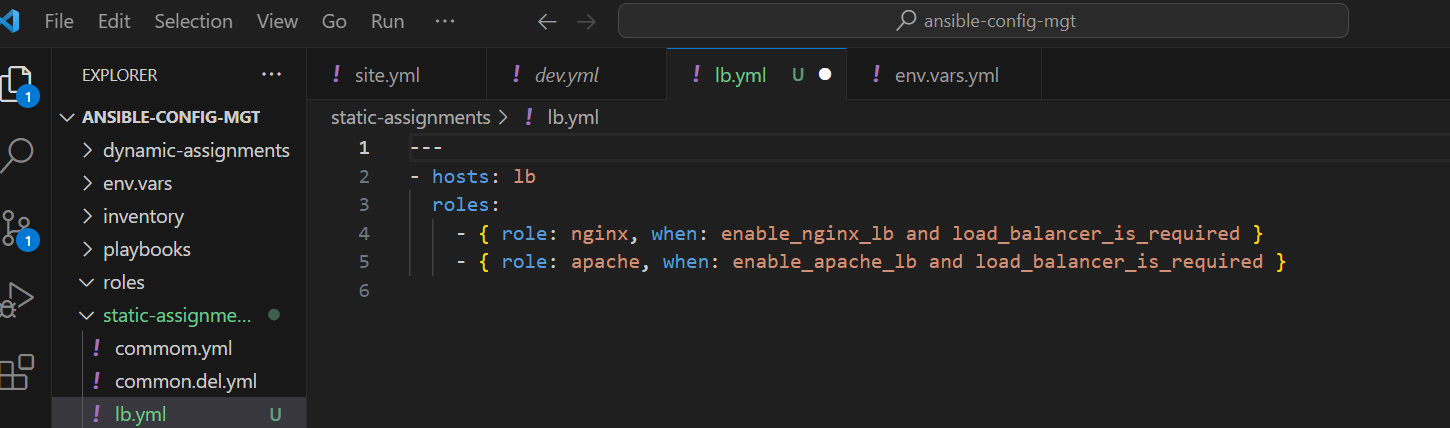 File Edit Selection View Go Run ··· ansible-config-mgt
EXPLORER ···
1
ANSIBLE-CONFIG-MGT
dynamic-assignments
env.vars
inventory
1
playbooks
roles
static-assignme...
! commom.yml
! common.del.yml
! lb.yml U
! site.yml ! dev.yml ! lb.yml U ! env.vars.yml
static-assignments > ! lb.yml
1 ---
2 - hosts: lb
3 roles:
4 - { role: nginx, when: enable_nginx_lb and load_balancer_is_required }
5 - { role: apache, when: enable_apache_lb and load_balancer_is_required }
6